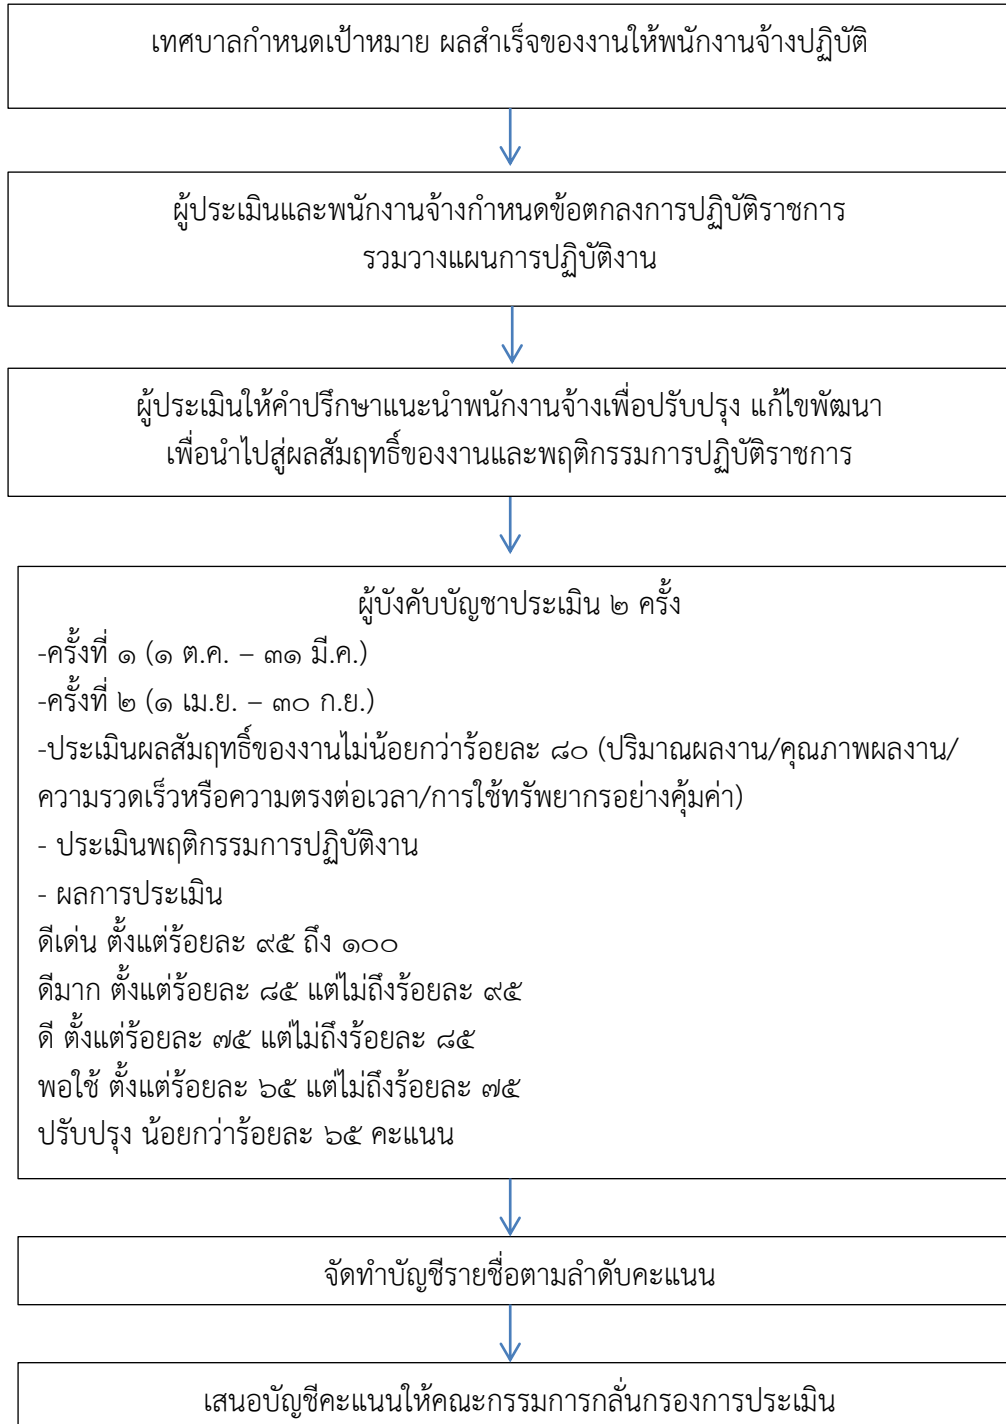 เทศบาลกำหนดเป้าหมาย ผลสำเร็จของงานให้พนักงานจ้างปฏิบัติ
ผู้ประเมินและพนักงานจ้างกำหนดข้อตกลงการปฏิบัติราชการ
รวมวางแผนการปฏิบัติงาน
ผู้ประเมินให้คำปรึกษาแนะนำพนักงานจ้างเพื่อปรับปรุง แก้ไขพัฒนา
เพื่อนำไปสู่ผลสัมฤทธิ์ของงานและพฤติกรรมการปฏิบัติราชการ
ผู้บังคับบัญชาประเมิน ๒ ครั้ง
-ครั้งที่ ๑ (๑ ต.ค. – ๓๑ มี.ค.)
-ครั้งที่ ๒ (๑ เม.ย. – ๓๐ ก.ย.)
-ประเมินผลสัมฤทธิ์ของงานไม่น้อยกว่าร้อยละ ๘๐ (ปริมาณผลงาน/คุณภาพผลงาน/
ความรวดเร็วหรือความตรงต่อเวลา/การใช้ทรัพยากรอย่างคุ้มค่า)
- ประเมินพฤติกรรมการปฏิบัติงาน
- ผลการประเมิน
ดีเด่น ตั้งแต่ร้อยละ ๙๕ ถึง ๑๐๐
ดีมาก ตั้งแต่ร้อยละ ๘๕ แต่ไม่ถึงร้อยละ ๙๕
ดี ตั้งแต่ร้อยละ ๗๕ แต่ไม่ถึงร้อยละ ๘๕
พอใช้ ตั้งแต่ร้อยละ ๖๕ แต่ไม่ถึงร้อยละ ๗๕
ปรับปรุง น้อยกว่าร้อยละ ๖๕ คะแนน
จัดทำบัญชีรายชื่อตามลำดับคะแนน
เสนอบัญชีคะแนนให้คณะกรรมการกลั่นกรองการประเมิน